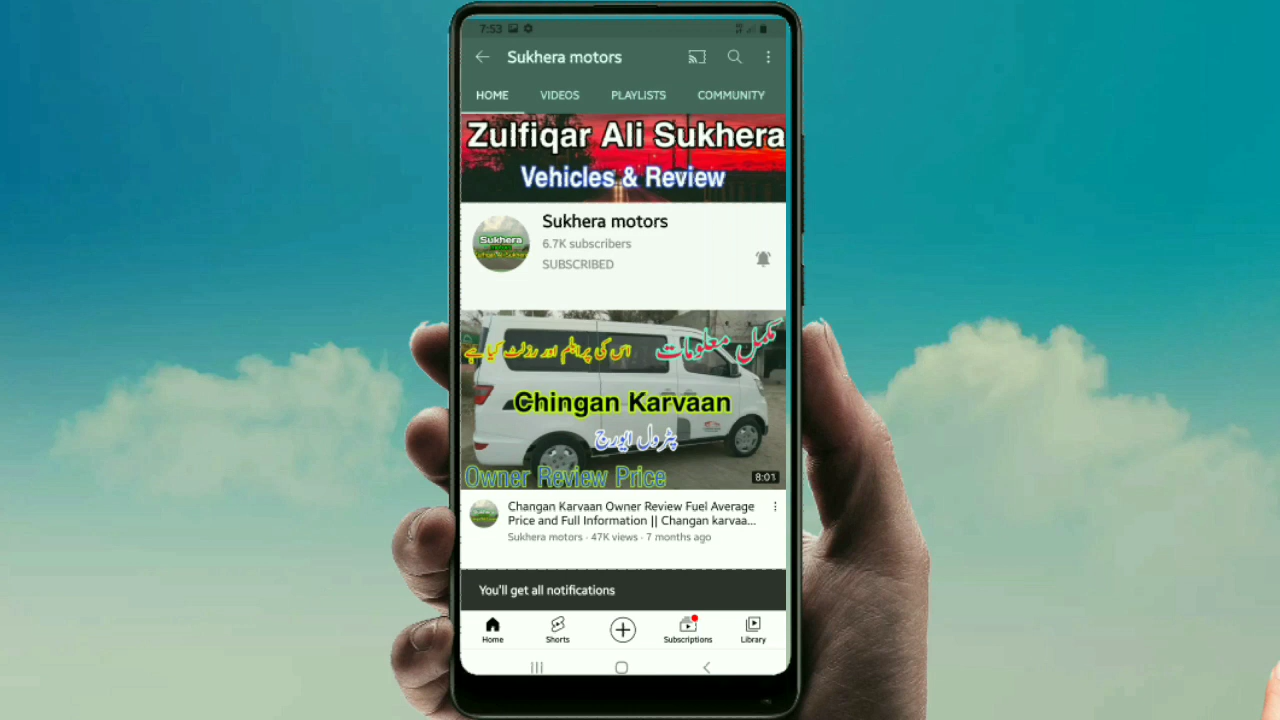 7:53
Sukhera motors
HOME VIDEOS PLAYLISTS COMMUNITY
Zulfiqar Ali Sukhera
Vehicles & Review
Sukhera motors
6.7K subscribers
SUBSCRIBED
Sukhera
مکمل معلومات
اس کی پرابلم اور رزلٹ کیا ہے
Chingan Karvaan
پٹرول ایورج
Owner Review Price
8:01
Changan Karvaan Owner Review Fuel Average
Price and Full Information || Changan karvaa...
Sukhera motors · 47K views · 7 months ago
You'll get all notifications
Home Shorts Subscriptions Library